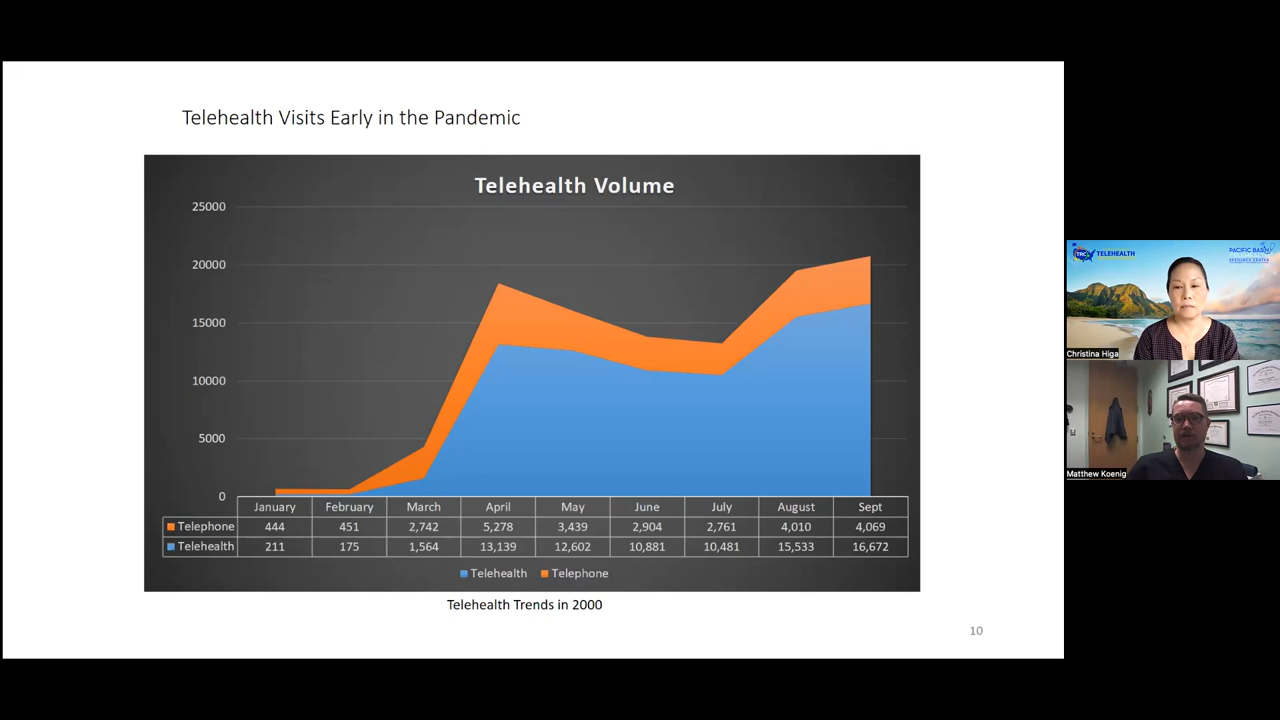 Telehealth Visits Early in the Pandemic
Telehealth Volume
25000
20000
15000
10000
5000
0
January February March April May June July August Sept
Telephone 444 451 2,742 5,278 3,439 2,904 2,761 4,010 4,069
Telehealth 211 175 1,564 13,139 12,602 10,881 10,481 15,533 16,672
Telehealth Telephone
Telehealth Trends in 2000
10
TRC TELEHEALTH
PACIFIC BASIN
RESOURCE CENTER
Christina Higa
Matthew Koenig